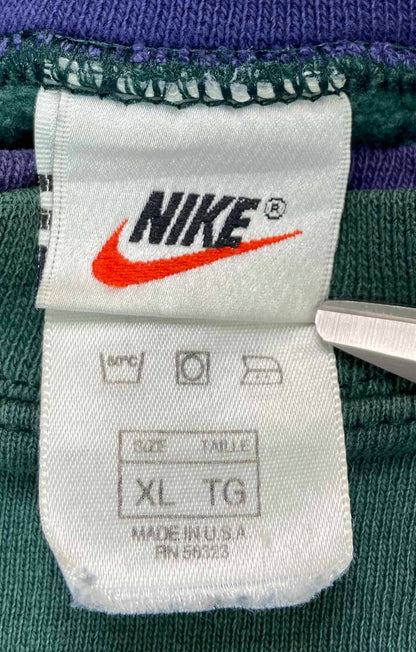 NIKE®
SIZE TAILLE
XL TG
MADE IN U.S.A
RN 56323